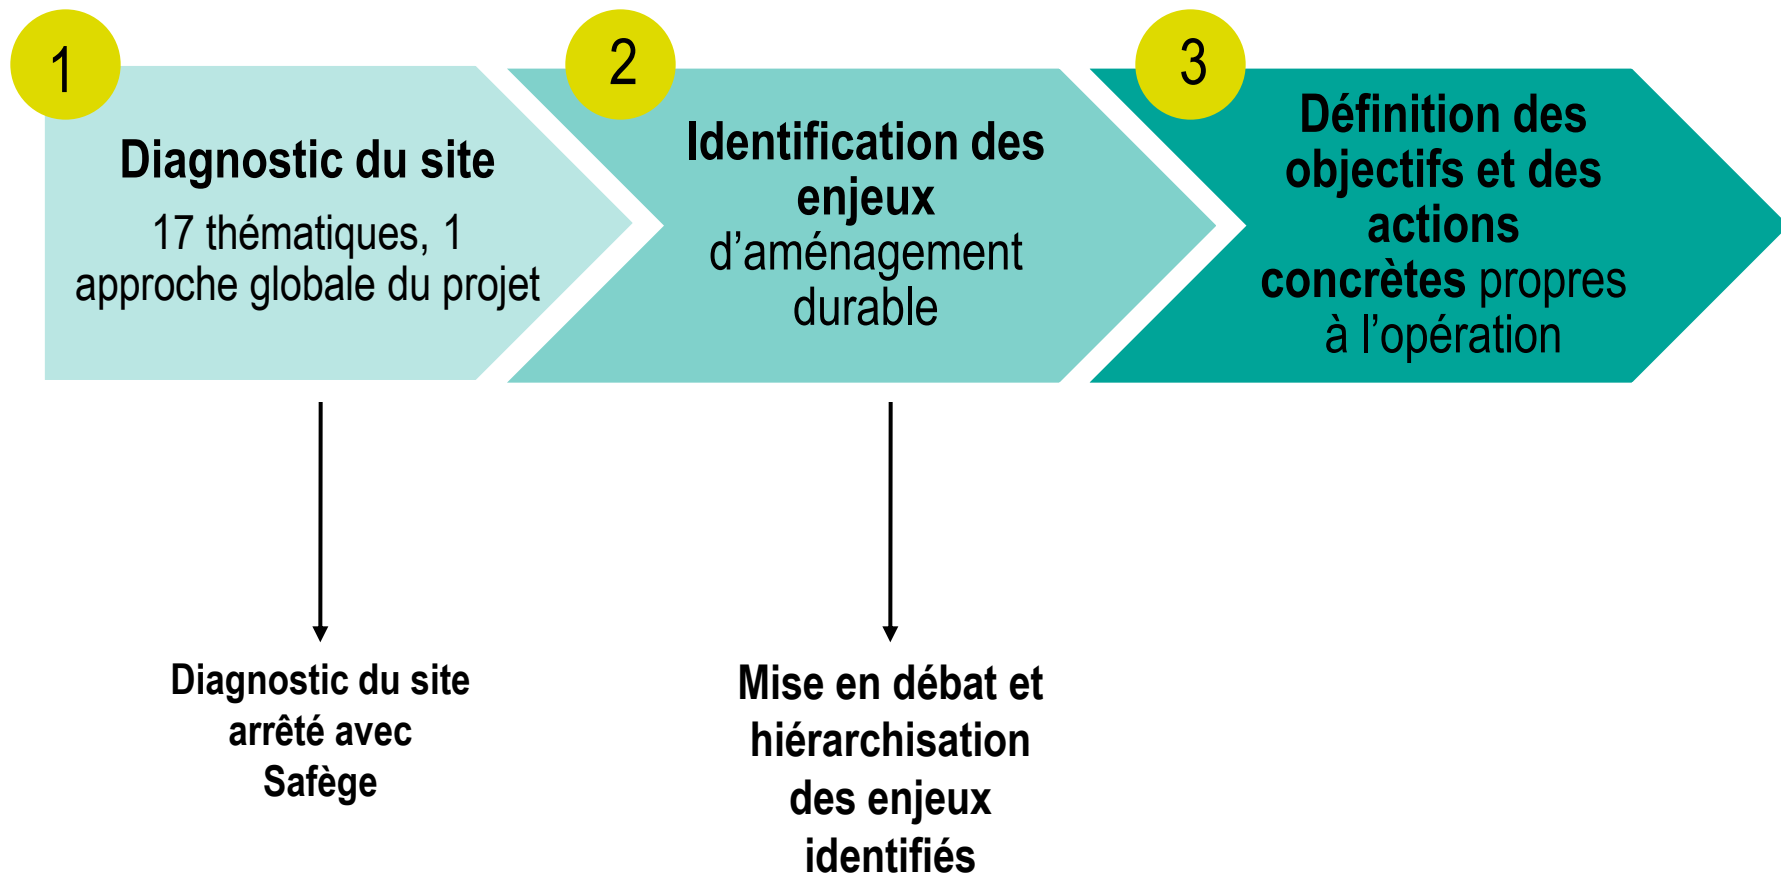 1
Diagnostic du site
17 thématiques, 1
approche globale du projet
2
Identification des
enjeux
d’aménagement
durable
3
Définition des
objectifs et des
actions
concrètes propres
à l’opération
Diagnostic du site
arrêté avec
Safège
Mise en débat et
hiérarchisation
des enjeux
identifiés